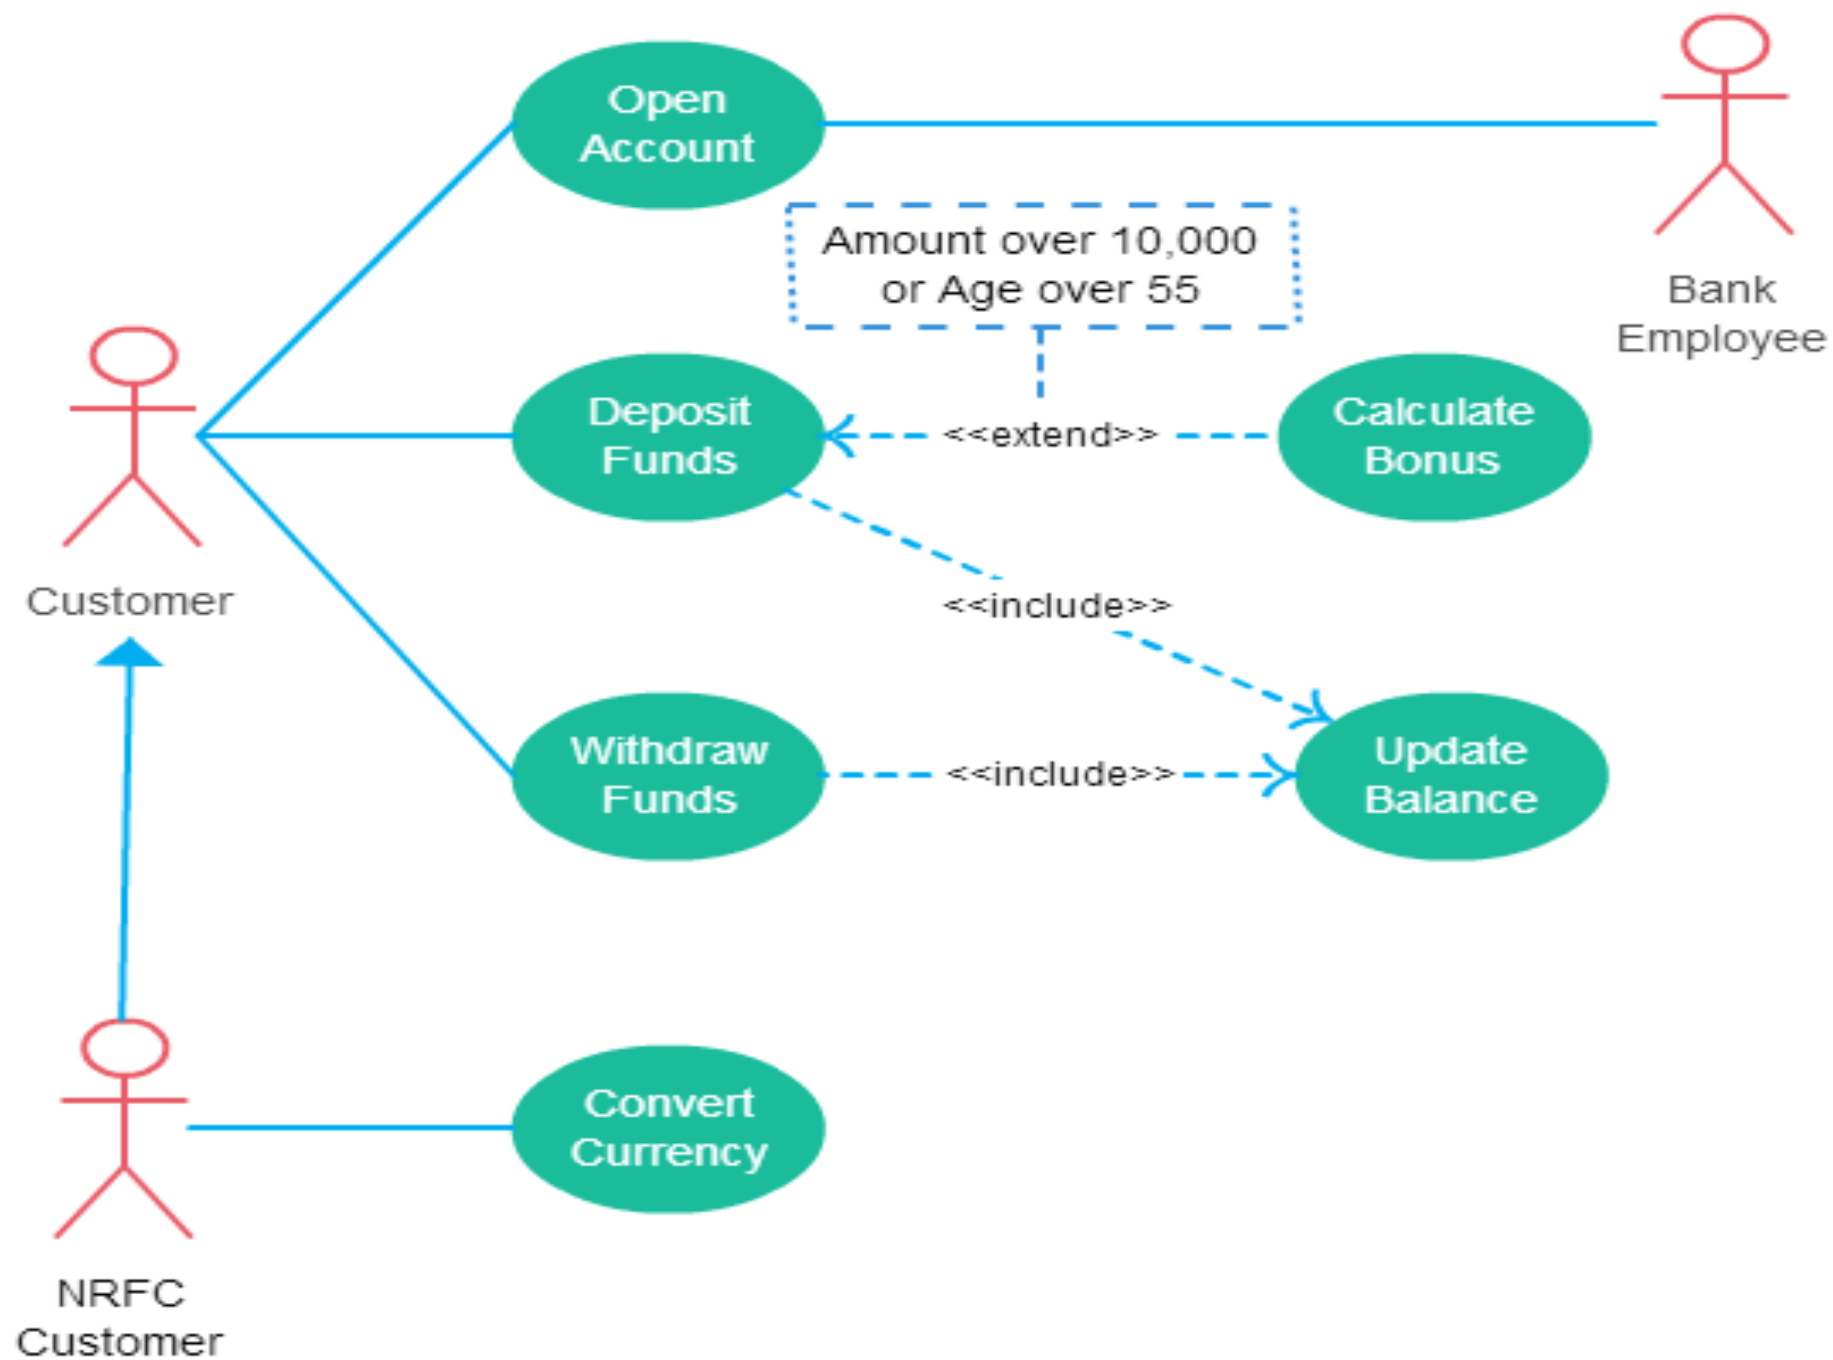 Open
Account
Amount over 10,000
or Age over 55
Bank
Employee
Deposit
Funds
<<extend>>
Calculate
Bonus
Customer
<<include>>
Withdraw
Funds
<<include>>
Update
Balance
Convert
Currency
NRFC
Customer